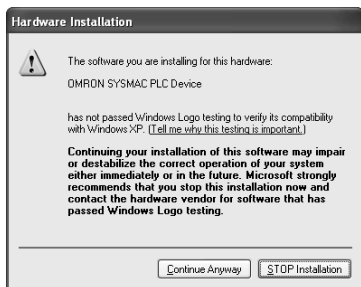 Hardware Installation
The software you are installing for this hardware:
OMRON SYSMAC PLC Device
has not passed Windows Logo testing to verify its compatibility
with Windows XP. (Tell me why this testing is important.)
Continuing your installation of this software may impair
or destabilize the correct operation of your system
either immediately or in the future. Microsoft strongly
recommends that you stop this installation now and
contact the hardware vendor for software that has
passed Windows Logo testing.
Continue Anyway
STOP Installation